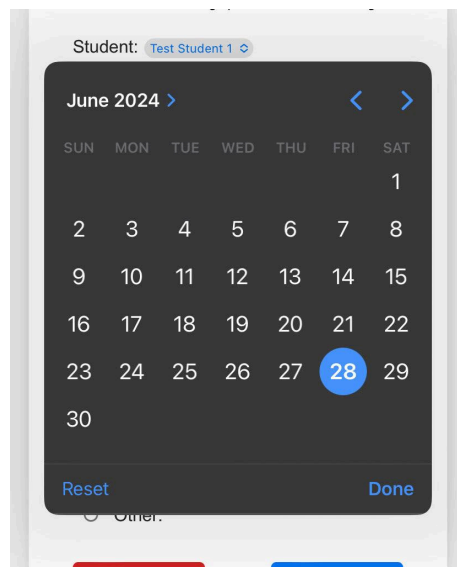 Student: Test Student 1
June 2024
SUN MON TUE WED THU FRI SAT
1
2 3 4 5 6 7 8
9 10 11 12 13 14 15
16 17 18 19 20 21 22
23 24 25 26 27 28 29
30
Reset Done
Other: